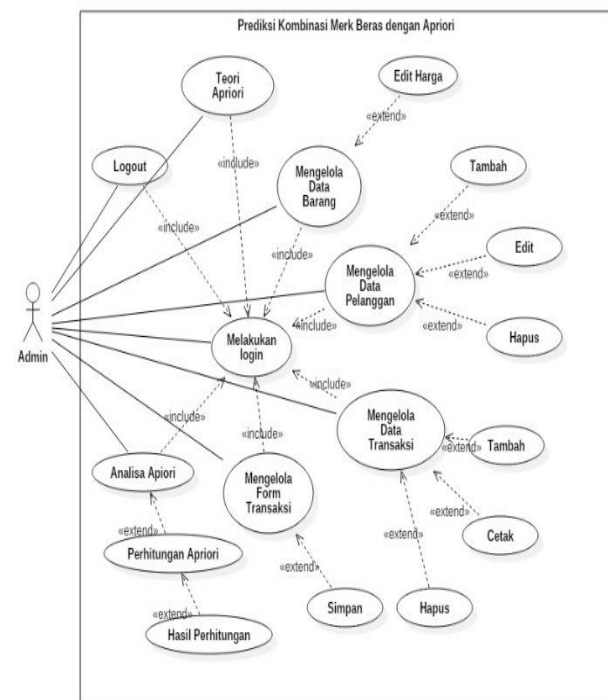 Prediksi Kombinasi Merk Beras dengan Apriori
Teori
Apriori
Edit Harga
«extend»
Logout
«include»
Mengelola
Data
Barang
Tambah
«extend»
«include»
«include»
Edit
«extend»
Mengelola
Data
Pelanggan
Admin
«include»
«extend»
Hapus
Melakukan
login
«include»
Mengelola
Data
Transaksi
«include»
«include»
«extend»
Tambah
Analisa Apiori
Mengelola
Form
Transaksi
«extend»
Cetak
«extend»
Perhitungan Apriori
«extend»
«extend»
Simpan
Hapus
«extend»
Hasil Perhitungan